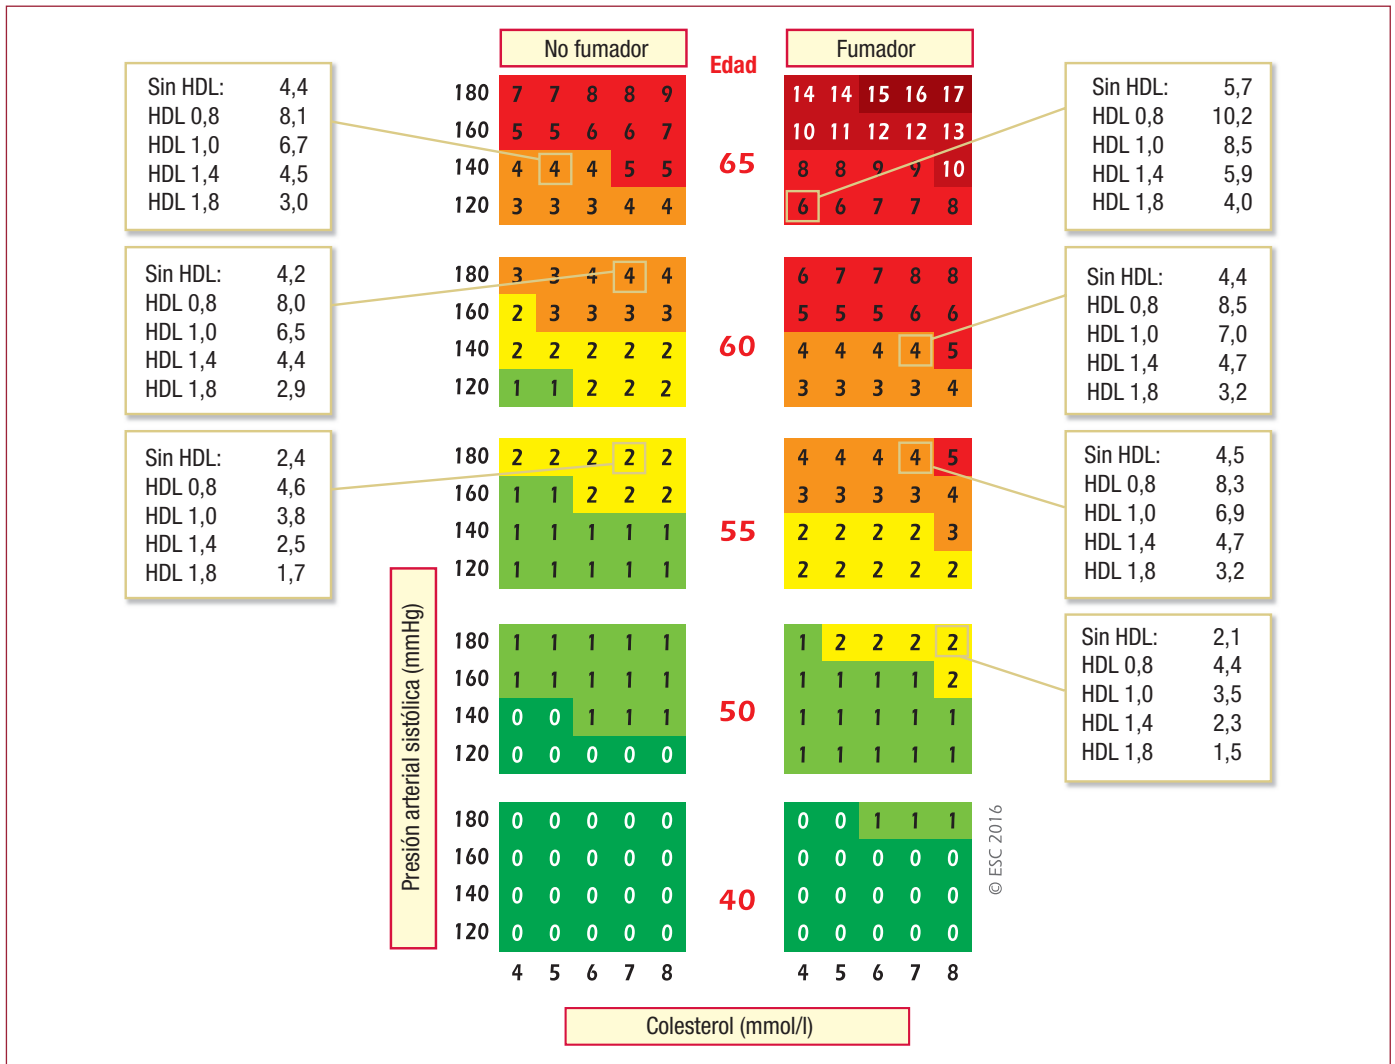 No fumador
Edad
Fumador
Sin HDL: 4,4
HDL 0,8 8,1
HDL 1,0 6,7
HDL 1,4 4,5
HDL 1,8 3,0
180 7 7 8 8 9
160 5 5 6 6 7
140 4 4 4 5 5
120 3 3 3 4 4
65
14 14 15 16 17
10 11 12 12 13
8 8 9 9 10
6 6 7 7 8
Sin HDL: 5,7
HDL 0,8 10,2
HDL 1,0 8,5
HDL 1,4 5,9
HDL 1,8 4,0
Sin HDL: 4,2
HDL 0,8 8,0
HDL 1,0 6,5
HDL 1,4 4,4
HDL 1,8 2,9
180 3 3 4 4 4
160 2 3 3 3 3
140 2 2 2 2 2
120 1 1 2 2 2
60
6 7 7 8 8
5 5 5 6 6
4 4 4 4 5
3 3 3 3 4
Sin HDL: 4,4
HDL 0,8 8,5
HDL 1,0 7,0
HDL 1,4 4,7
HDL 1,8 3,2
Sin HDL: 2,4
HDL 0,8 4,6
HDL 1,0 3,8
HDL 1,4 2,5
HDL 1,8 1,7
180 2 2 2 2 2
160 1 1 2 2 2
140 1 1 1 1 1
120 1 1 1 1 1
55
4 4 4 4 5
3 3 3 3 4
2 2 2 2 3
2 2 2 2 2
Sin HDL: 4,5
HDL 0,8 8,3
HDL 1,0 6,9
HDL 1,4 4,7
HDL 1,8 3,2
Presión arterial sistólica (mmHg)
180 1 1 1 1 1
160 1 1 1 1 1
140 0 0 1 1 1
120 0 0 0 0 0
50
1 2 2 2 2
1 1 1 1 2
1 1 1 1 1
1 1 1 1 1
Sin HDL: 2,1
HDL 0,8 4,4
HDL 1,0 3,5
HDL 1,4 2,3
HDL 1,8 1,5
180 0 0 0 0 0
160 0 0 0 0 0
140 0 0 0 0 0
120 0 0 0 0 0
40
0 0 1 1 1
0 0 0 0 0
0 0 0 0 0
0 0 0 0 0
© ESC 2016
4 5 6 7 8
4 5 6 7 8
Colesterol (mmol/l)